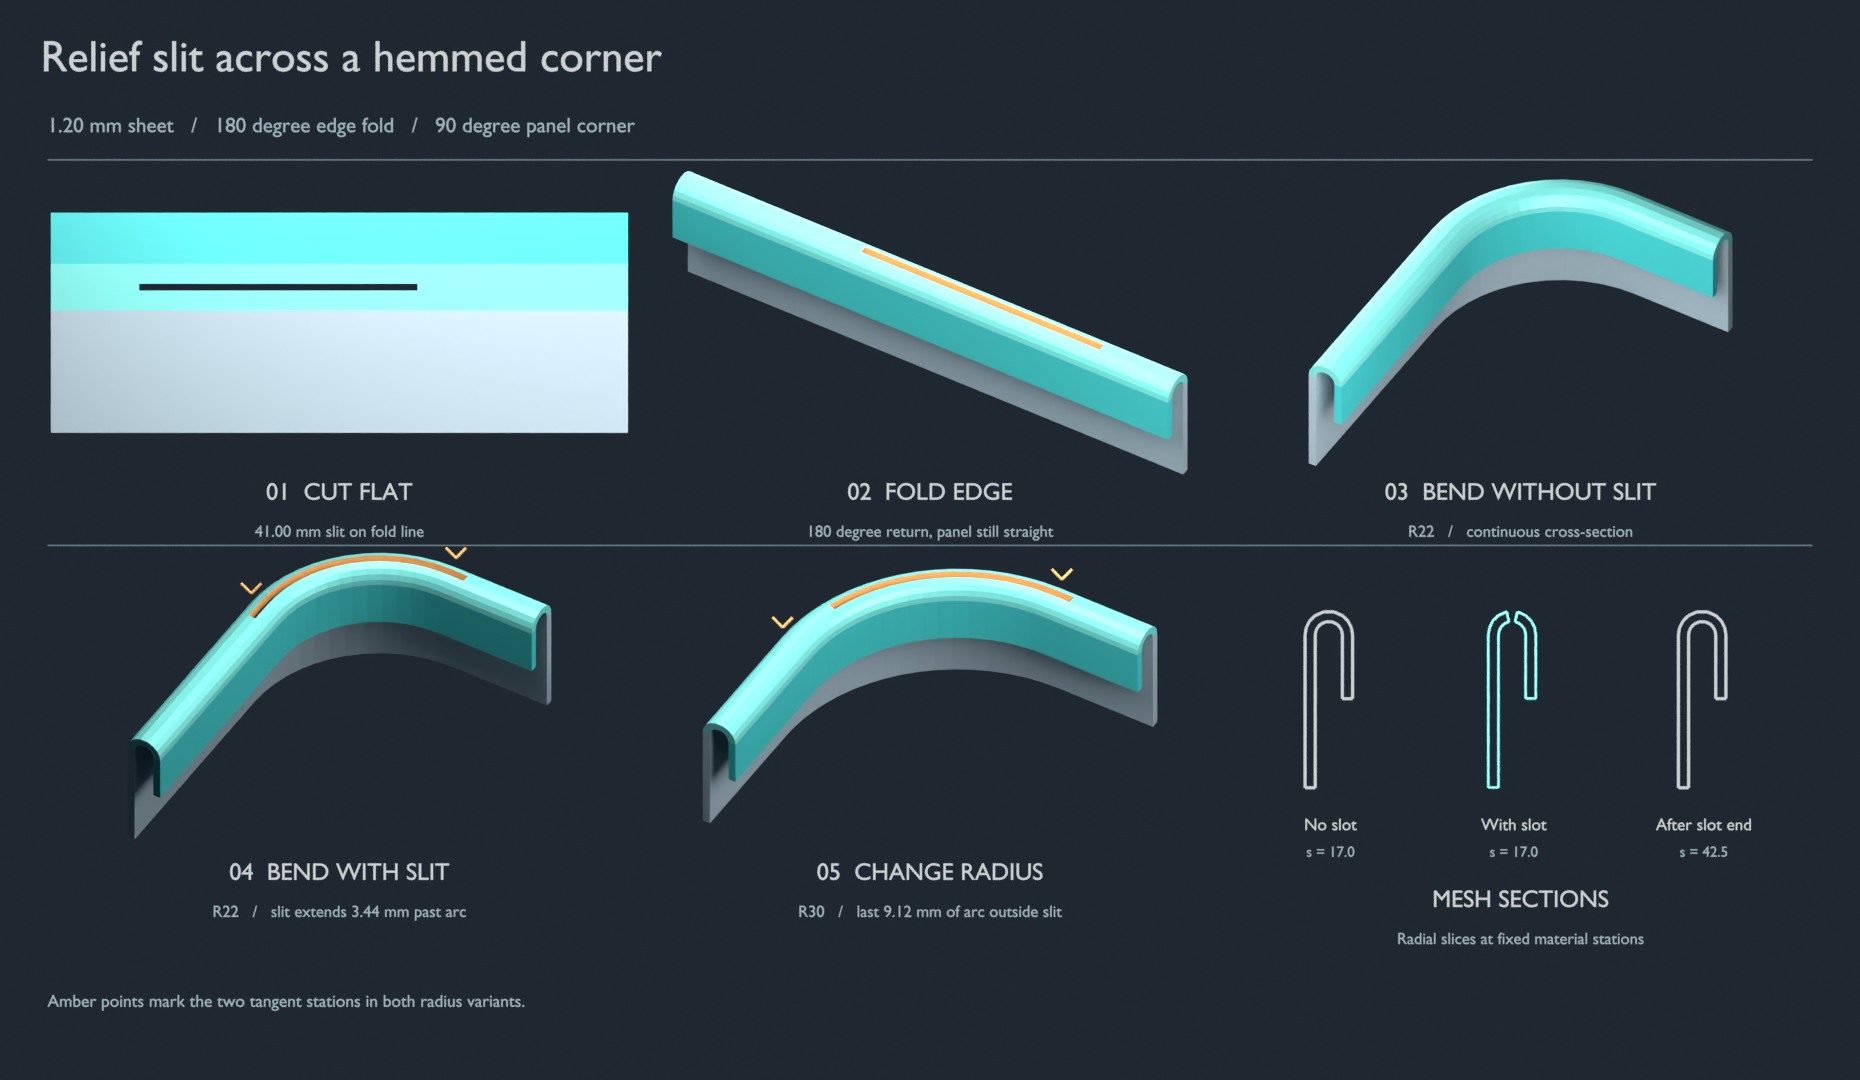 Relief slit across a hemmed corner
1.20 mm sheet / 180 degree edge fold / 90 degree panel corner
01 CUT FLAT
41.00 mm slit on fold line
02 FOLD EDGE
180 degree return, panel still straight
03 BEND WITHOUT SLIT
R22 / continuous cross-section
04 BEND WITH SLIT
R22 / slit extends 3.44 mm past arc
05 CHANGE RADIUS
R30 / last 9.12 mm of arc outside slit
No slot
s = 17.0
With slot
s = 17.0
After slot end
s = 42.5
MESH SECTIONS
Radial slices at fixed material stations
Amber points mark the two tangent stations in both radius variants.